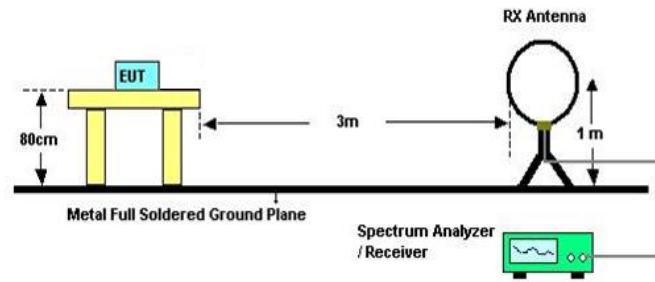 RX Antenna
EUT
80cm
3m
1 m
Metal Full Soldered Ground Plane
Spectrum Analyzer
/ Receiver